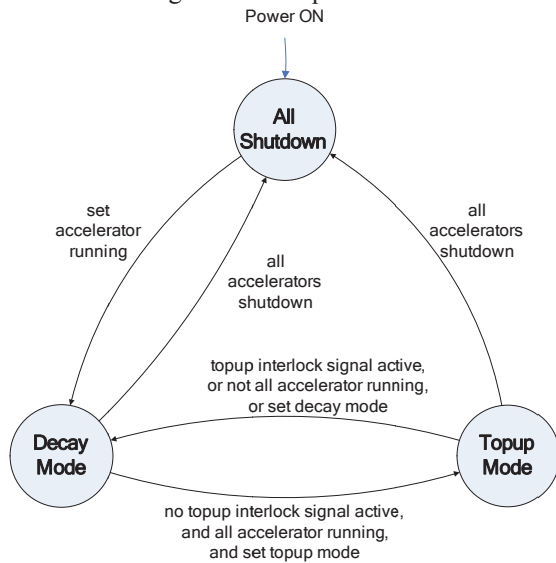 Power ON
All
Shutdown
set
accelerator
running
all
accelerators
shutdown
all
accelerators
shutdown
topup interlock signal active,
or not all accelerator running,
or set decay mode
Decay
Mode
Topup
Mode
no topup interlock signal active,
and all accelerator running,
and set topup mode